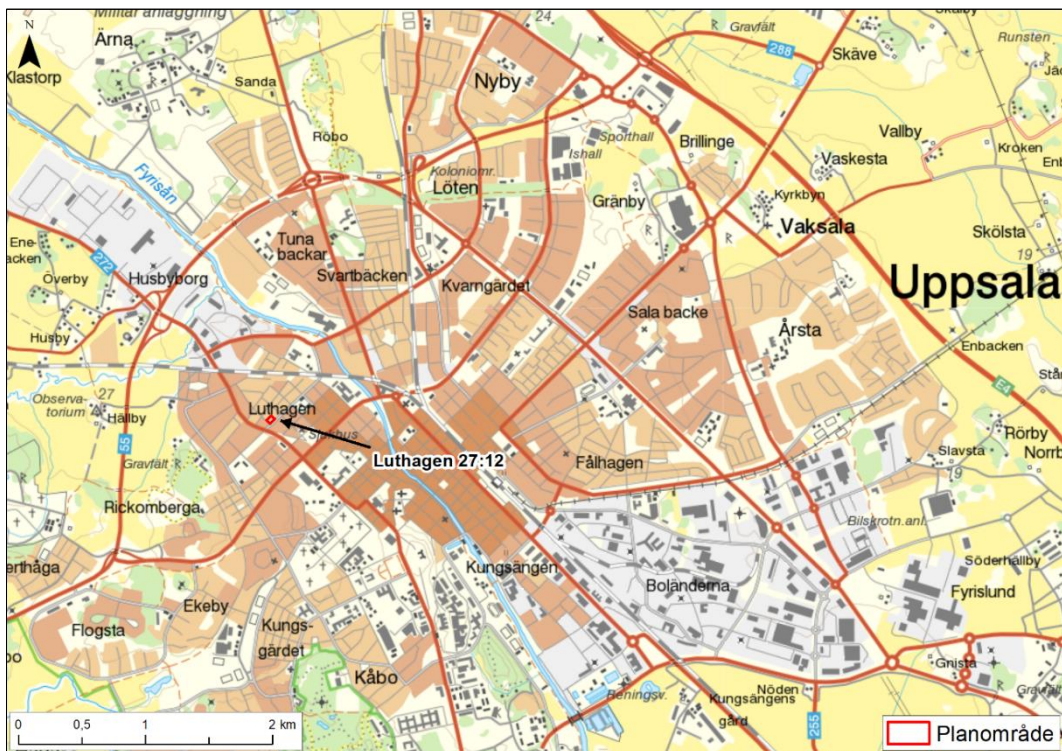 N
Militär anläggning
Ärna
Klastorp
Sanda
Röbo
Fyrisån
24
Nyby
Gravfält
288
Skäve
Runsten
Vallby
Kroken
Vaskesta
Kyrkbyn
Brillinge
Sporthall
Ishall
Gränby
Vaksala
Skölsta
Koloniomr.
Löten
Tuna
backar
Svartbäcken
Kvarngärdet
Ene-
backen
272
Överby
Husbyborg
Husby
Uppsala
19
Sala backe
Årsta
Enbacken
E4
Observa-
torium
27
Hällby
Luthagen
Sjukhus
Luthagen 27:12
55
Gravfält
Rickomberga
Fålhagen
Rörby
Slavsta
19
Bilskrotn.anl.
Söderhällby
Fyrislund
Kungsängen
Boländerna
Ekeby
Flogsta
Kungs-
gärdet
Kåbo
Gnista
Nöden
Kungsängens
gård
255
0 0,5 1 2 km
Planområde